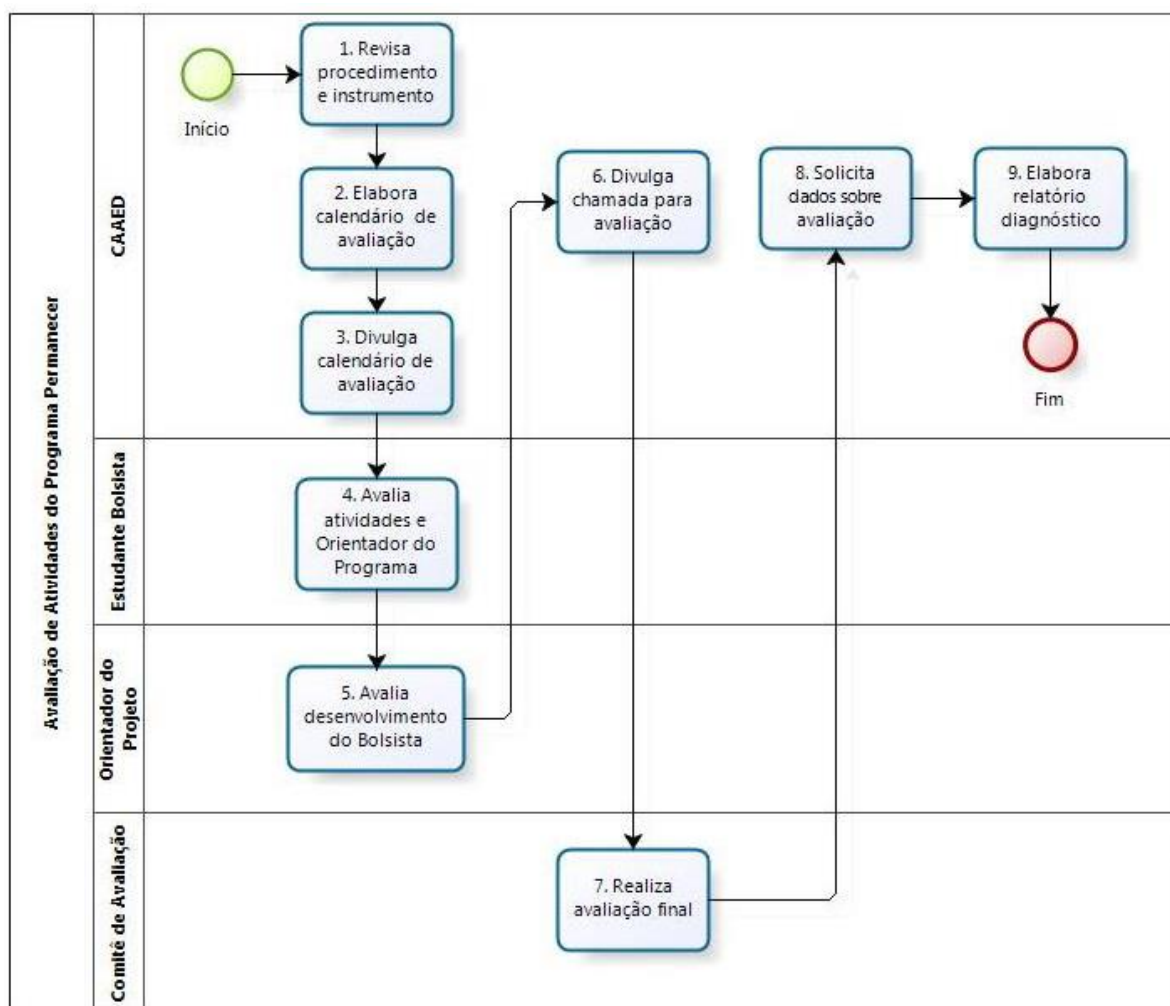 Avaliação de Atividades do Programa Permanecer
CAAED
Início
1. Revisa
procedimento
e instrumento
2. Elabora
calendário de
avaliação
3. Divulga
calendário de
avaliação
6. Divulga
chamada para
avaliação
8. Solicita
dados sobre
avaliação
9. Elabora
relatório
diagnóstico
Fim
Estudante Bolsista
4. Avalia
atividades e
Orientador do
Programa
Orientador do
Projeto
5. Avalia
desenvolvimento
do Bolsista
Comitê de Avaliação
7. Realiza
avaliação final